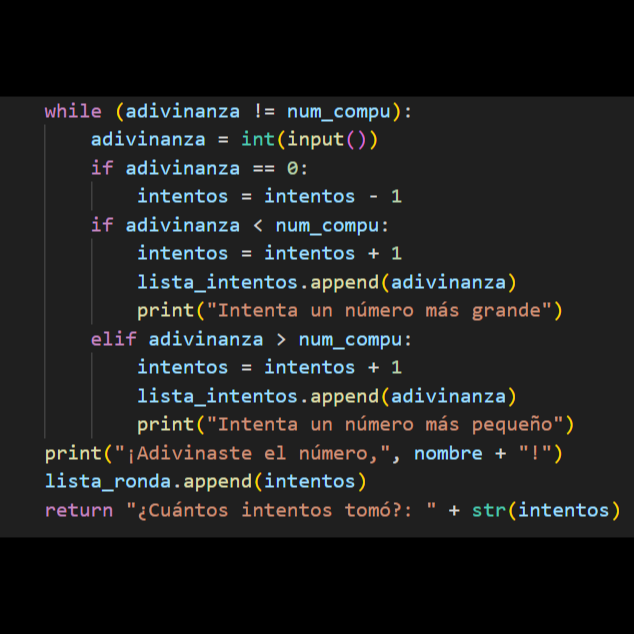 while (adivinanza != num_compu):
    adivinanza = int(input())
    if adivinanza == 0:
        intentos = intentos - 1
    if adivinanza < num_compu:
        intentos = intentos + 1
        lista_intentos.append(adivinanza)
        print("Intenta un número más grande")
    elif adivinanza > num_compu:
        intentos = intentos + 1
        lista_intentos.append(adivinanza)
        print("Intenta un número más pequeño")
print("¡Adivinaste el número,", nombre + "!")
lista_ronda.append(intentos)
return "¿Cuántos intentos tomó?: " + str(intentos)